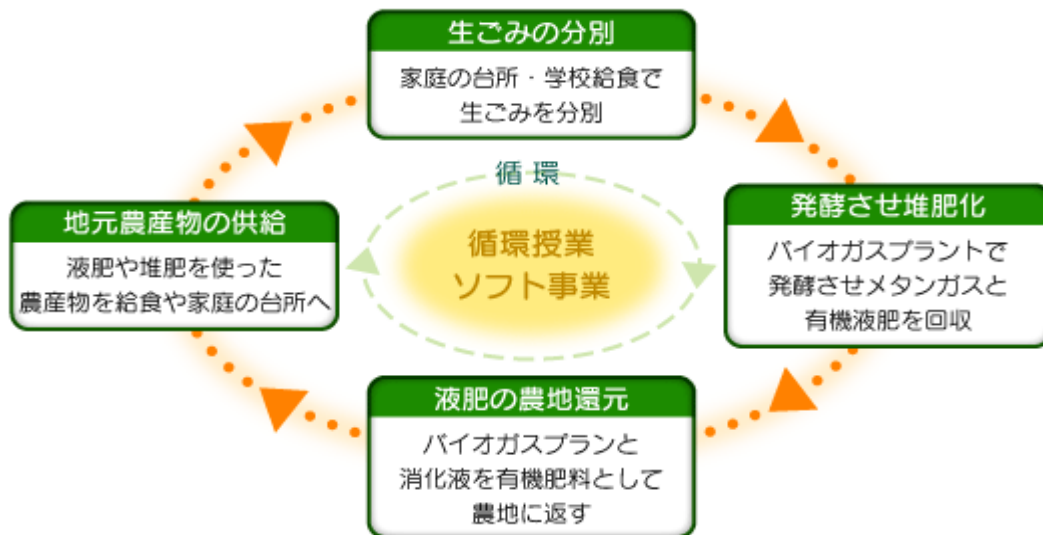 生ごみの分別
家庭の台所・学校給食で
生ごみを分別
循環
発酵させ堆肥化
バイオガスプラントで
発酵させメタンガスと
有機液肥を回収
地元農産物の供給
液肥や堆肥を使った
農産物を給食や家庭の台所へ
循環授業
ソフト事業
液肥の農地還元
バイオガスプランと
消化液を有機肥料として
農地に返す